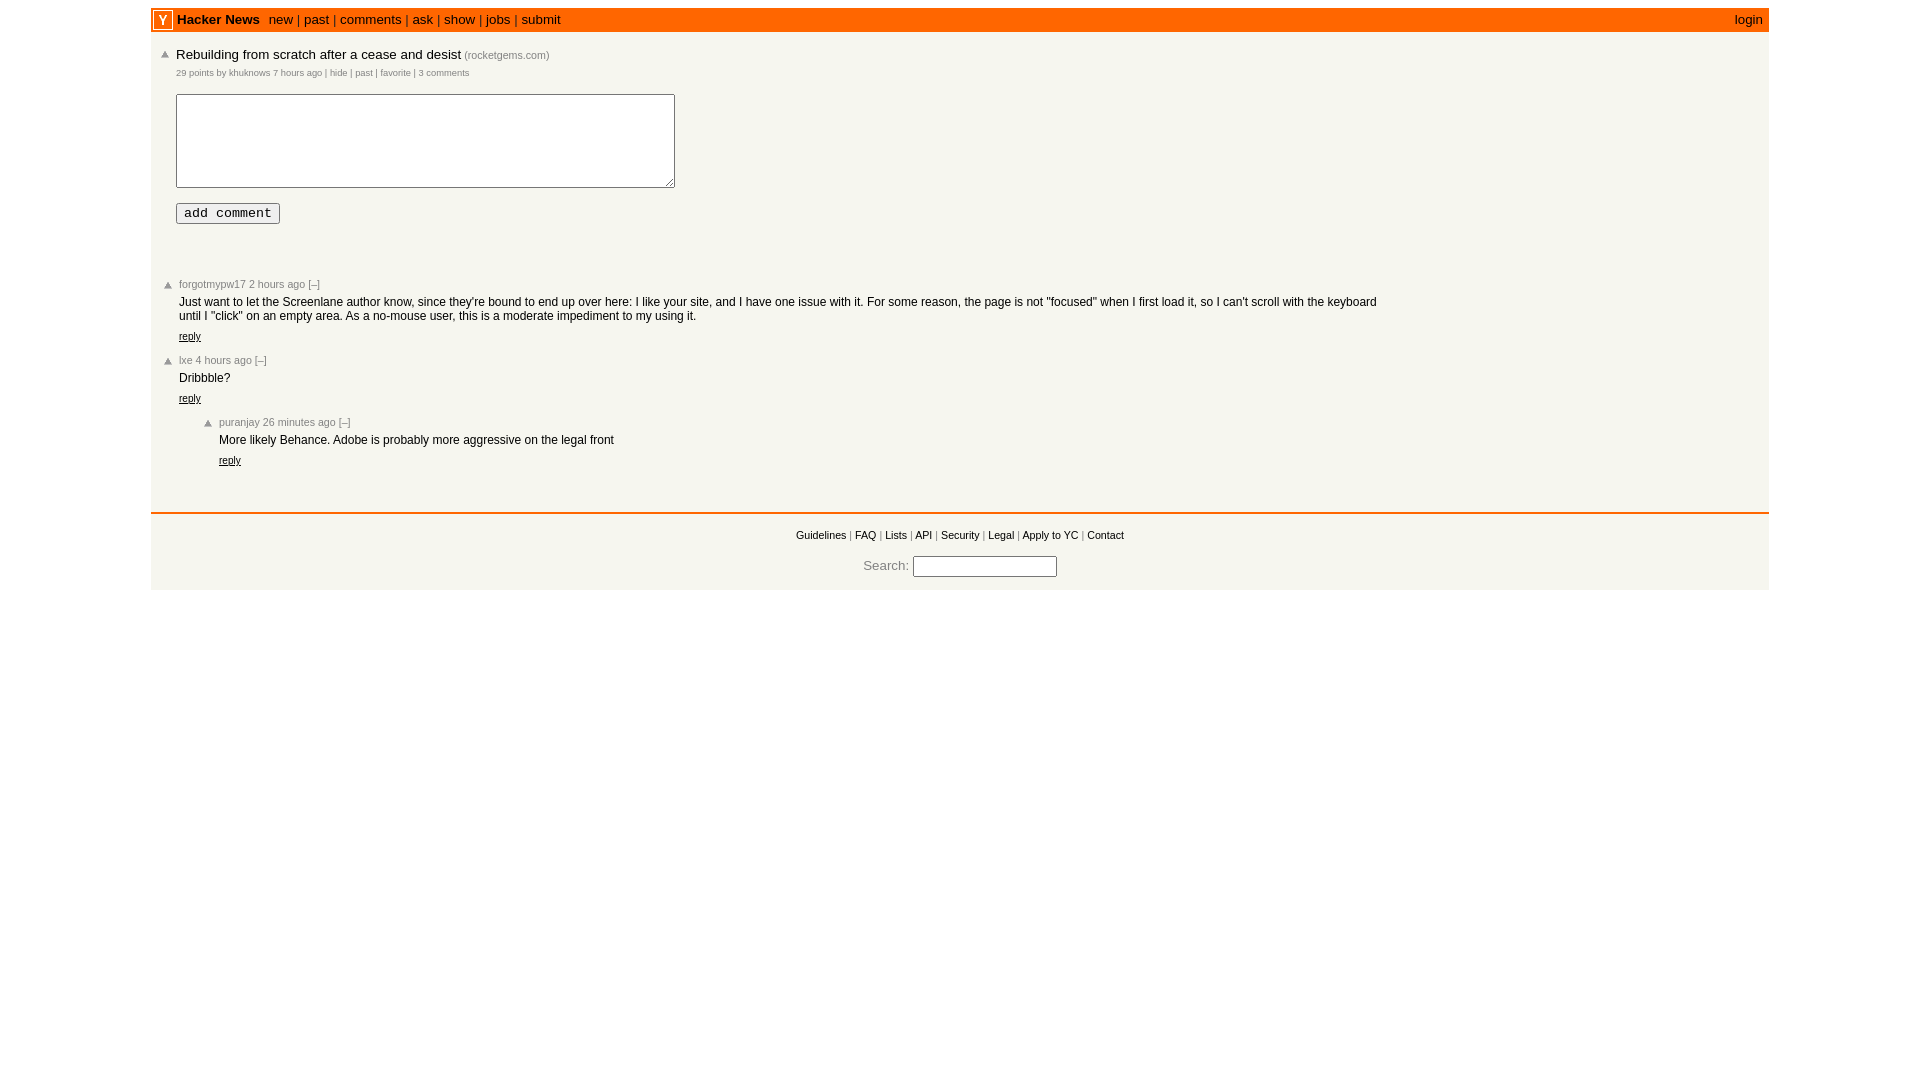 Y Hacker News new | past | comments | ask | show | jobs | submit login
Rebuilding from scratch after a cease and desist (rocketgems.com)
29 points by khuknows 7 hours ago | hide | past | favorite | 3 comments
add comment
forgotmypw17 2 hours ago [–]
Just want to let the Screenlane author know, since they're bound to end up over here: I like your site, and I have one issue with it. For some reason, the page is not "focused" when I first load it, so I can't scroll with the keyboard
until I "click" on an empty area. As a no-mouse user, this is a moderate impediment to my using it.
reply
lxe 4 hours ago [–]
Dribbble?
reply
puranjay 26 minutes ago [–]
More likely Behance. Adobe is probably more aggressive on the legal front
reply
Guidelines | FAQ | Lists | API | Security | Legal | Apply to YC | Contact
Search: